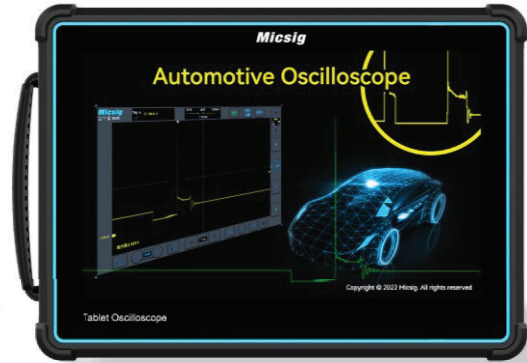 Micsig
Automotive Oscilloscope
Micsig
Copyright © 2022 Micsig. All rights reserved
Tablet Oscilloscope